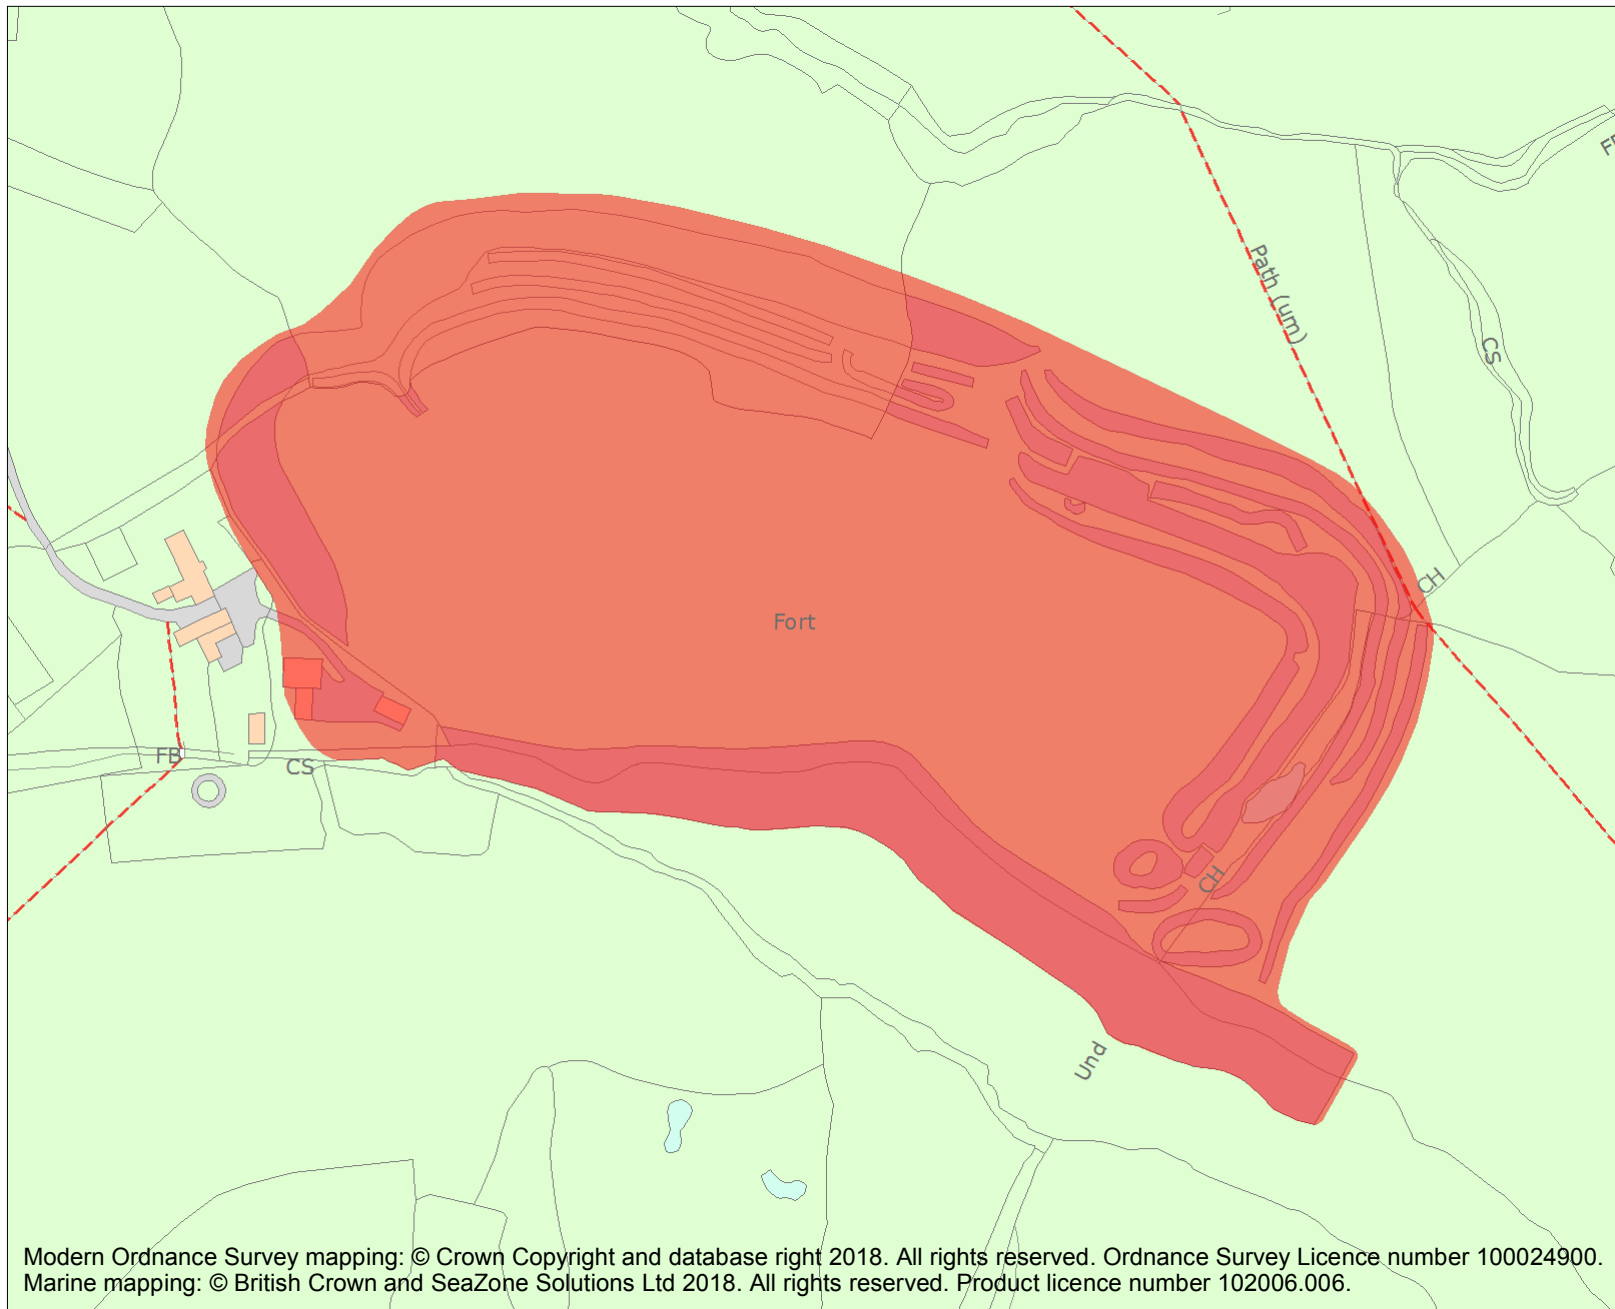 Path (um)
CS
CH
Fort
FB
CS
CH
Und
Modern Ordnance Survey mapping: © Crown Copyright and database right 2018. All rights reserved. Ordnance Survey Licence number 100024900.
Marine mapping: © British Crown and SeaZone Solutions Ltd 2018. All rights reserved. Product licence number 102006.006.